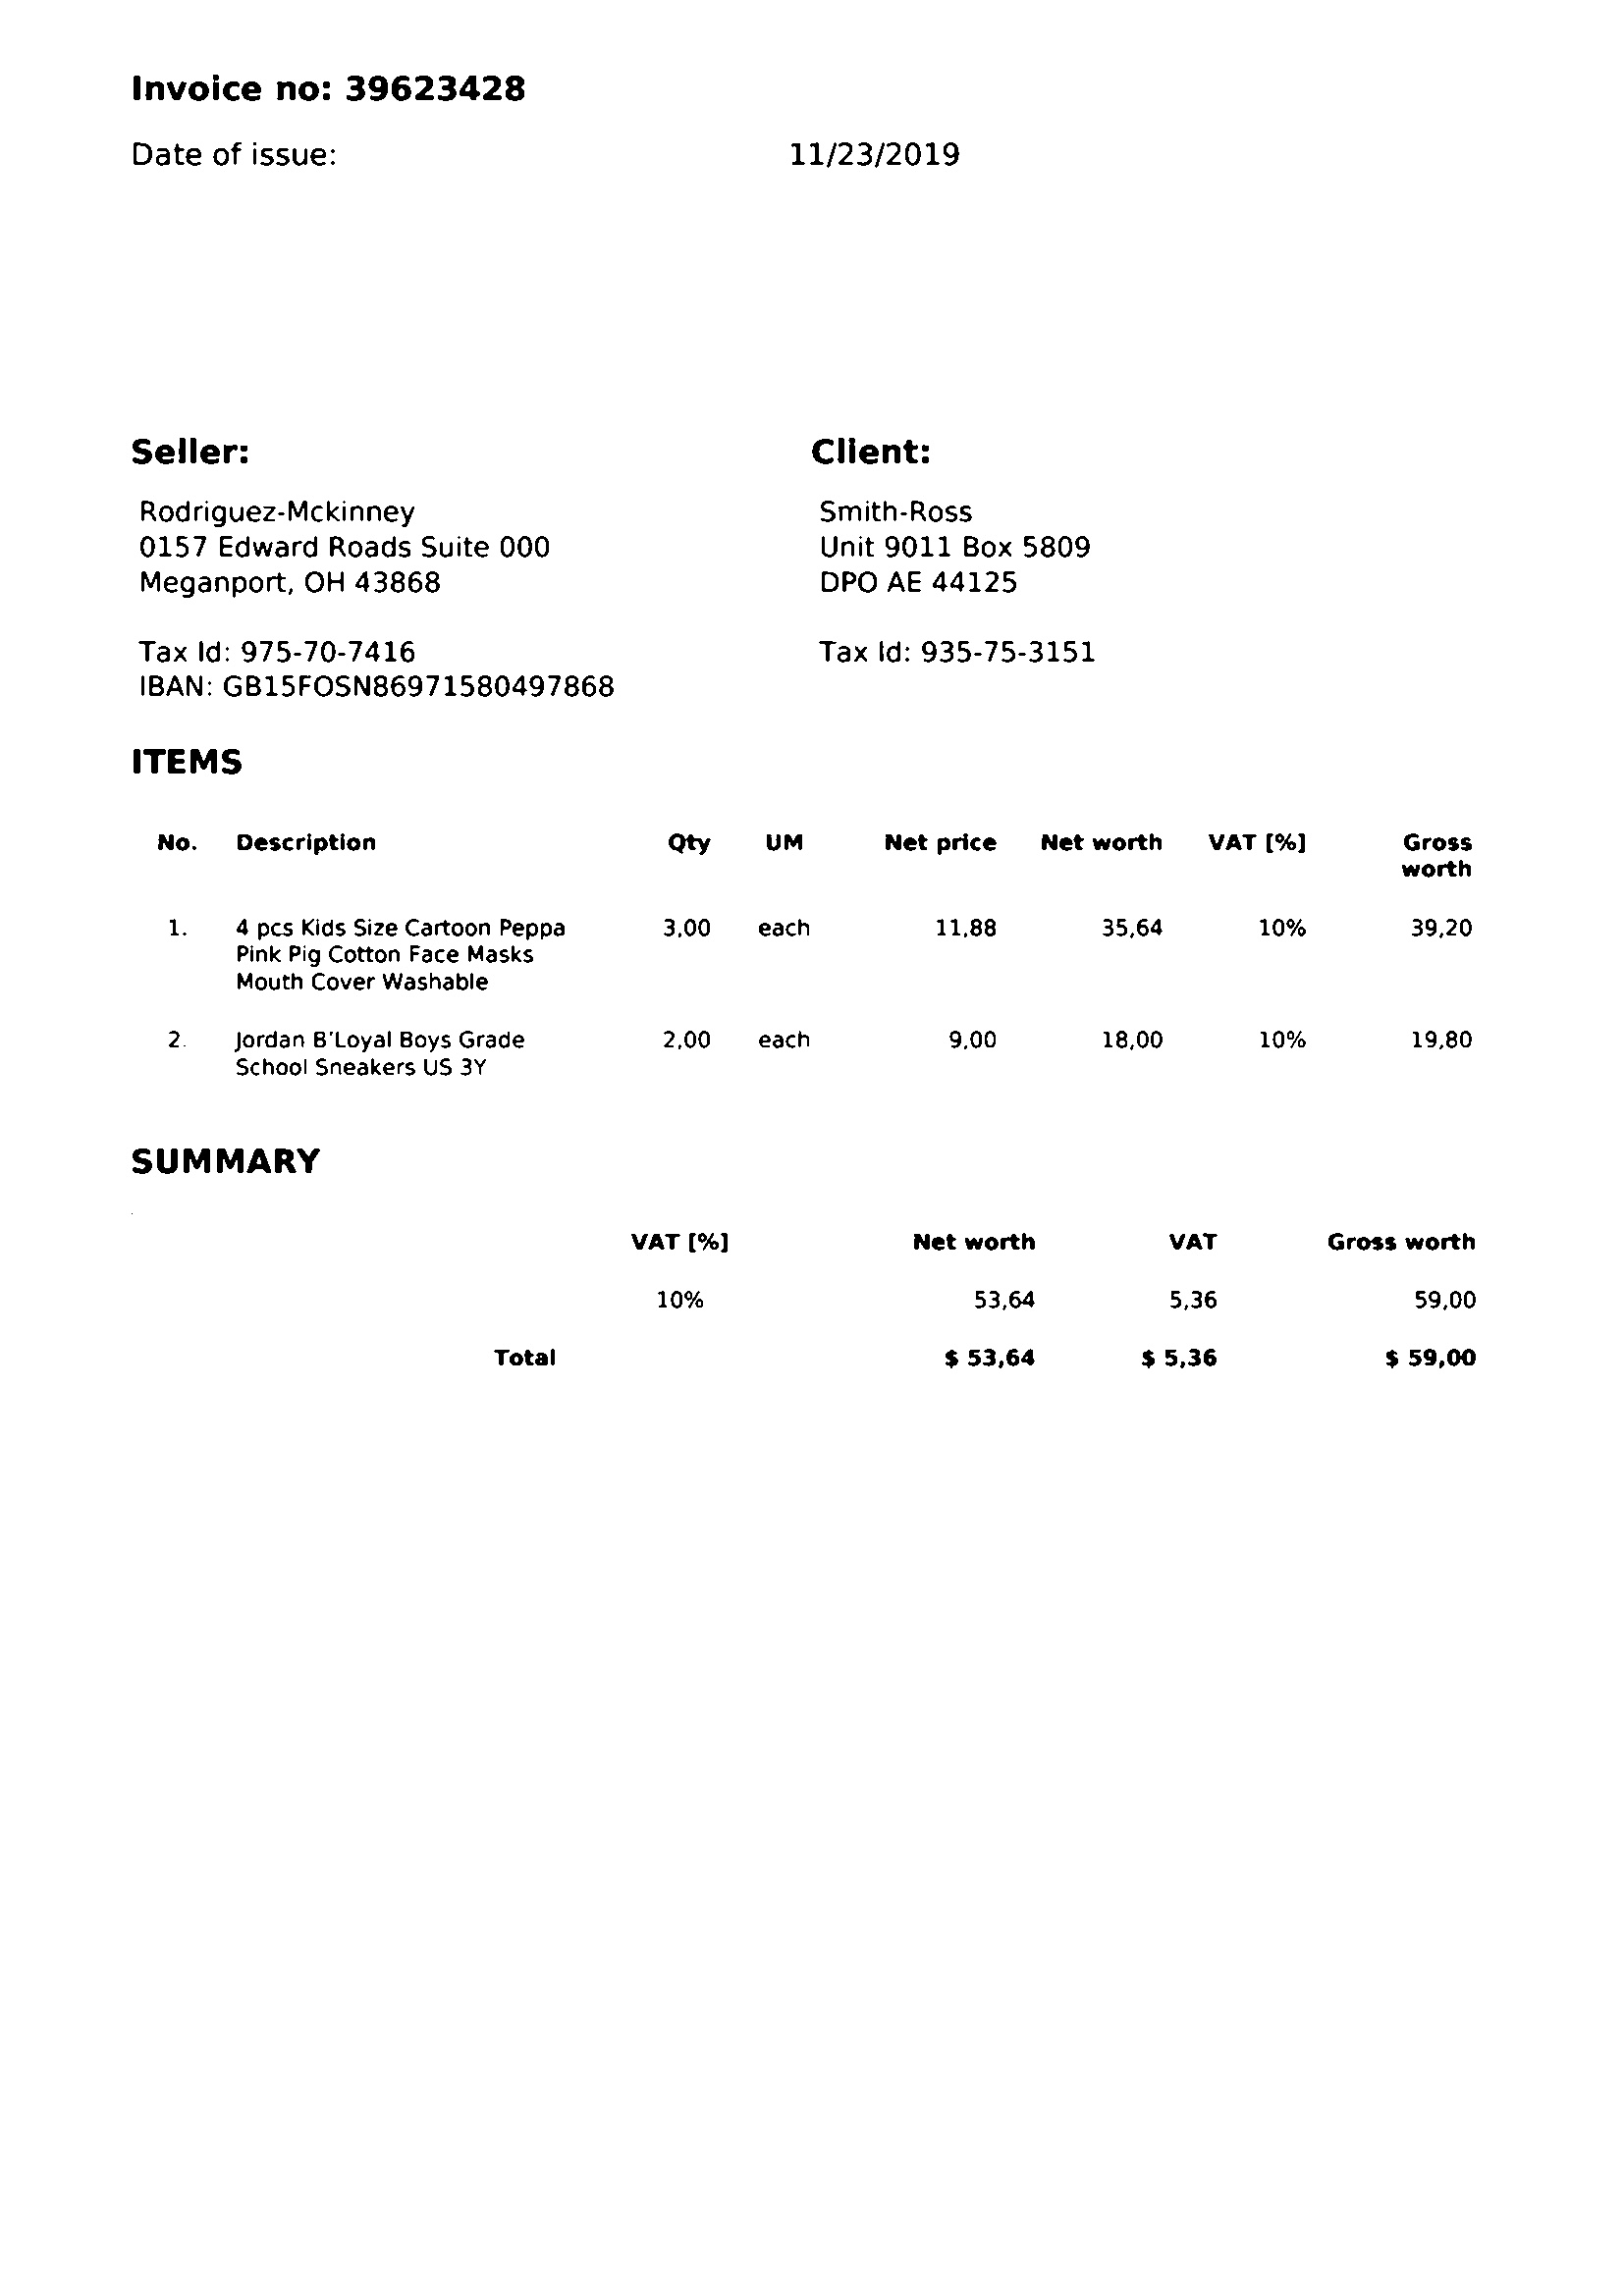 Invoice no: 39623428
Date of issue: 11/23/2019
Seller:
Rodriguez-Mckinney
0157 Edward Roads Suite 000
Meganport, OH 43868
Tax Id: 975-70-7416
IBAN: GB15FOSN86971580497868
Client:
Smith-Ross
Unit 9011 Box 5809
DPO AE 44125
Tax Id: 935-75-3151
ITEMS
No. Description Qty UM Net price Net worth VAT [%] Gross
worth
1. 4 pcs Kids Size Cartoon Peppa 3,00 each 11,88 35,64 10% 39,20
Pink Pig Cotton Face Masks
Mouth Cover Washable
2. Jordan B'Loyal Boys Grade 2,00 each 9,00 18,00 10% 19,80
School Sneakers US 3Y
SUMMARY
VAT [%] Net worth VAT Gross worth
10% 53,64 5,36 59,00
Total $ 53,64 $ 5,36 $ 59,00